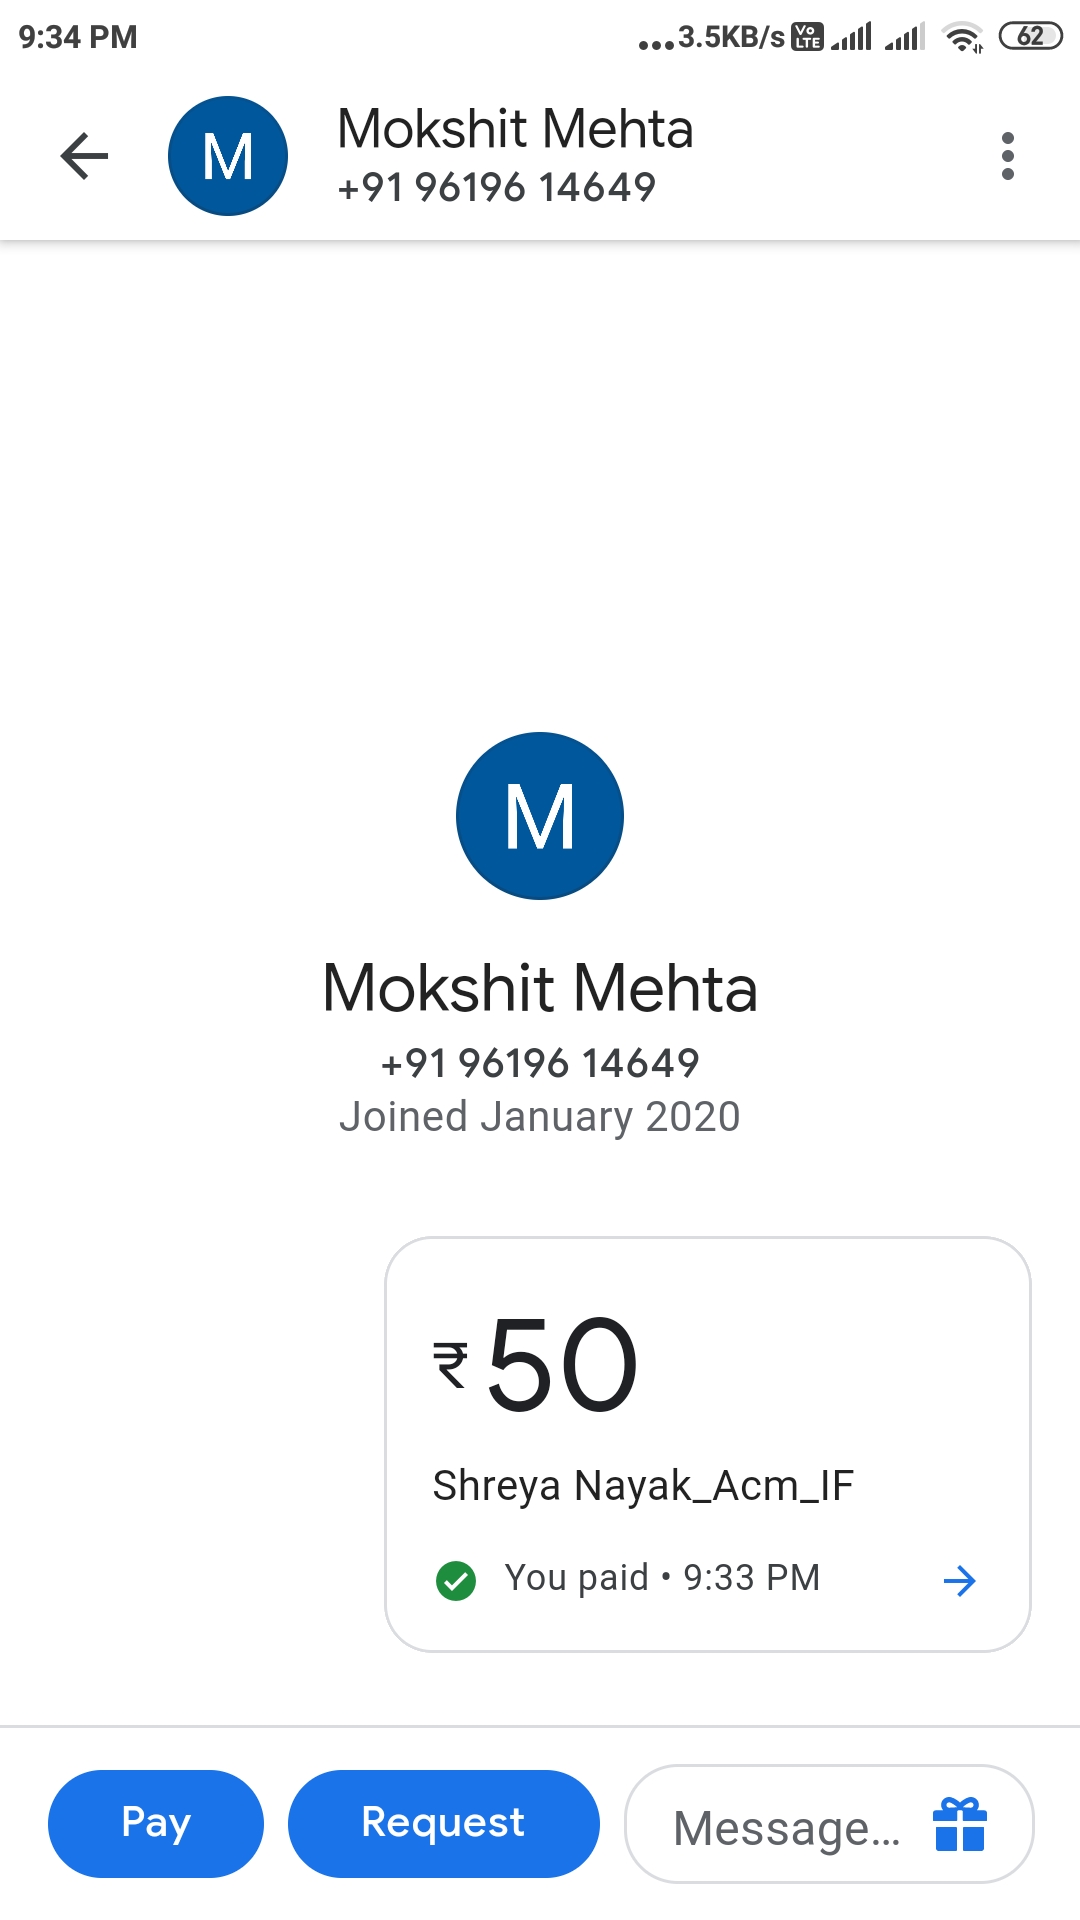 9:34 PM
...3.5KB/s Vo LTE 62
M
Mokshit Mehta
+91 96196 14649
M
Mokshit Mehta
+91 96196 14649
Joined January 2020
₹50
Shreya Nayak_Acm_IF
You paid • 9:33 PM
Pay Request Message...